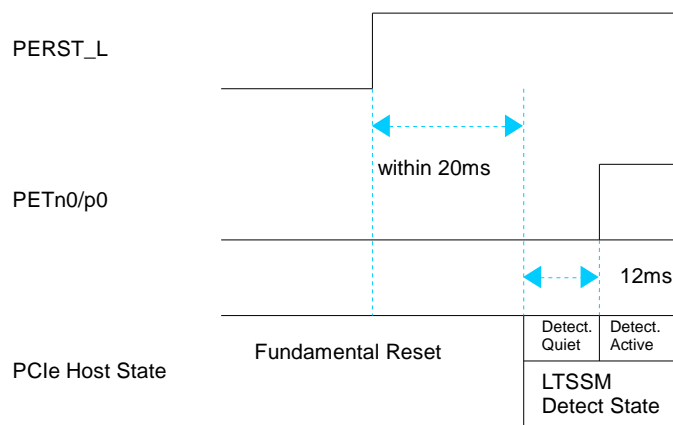 PERST_L
within 20ms
PETn0/p0
12ms
PCIe Host State
Fundamental Reset
Detect.
Quiet
Detect.
Active
LTSSM
Detect State